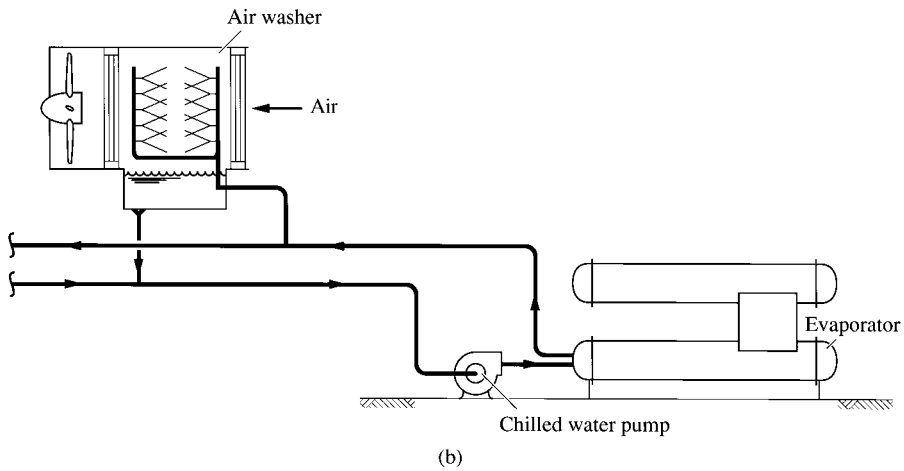 Air washer
Air
Evaporator
Chilled water pump
(b)